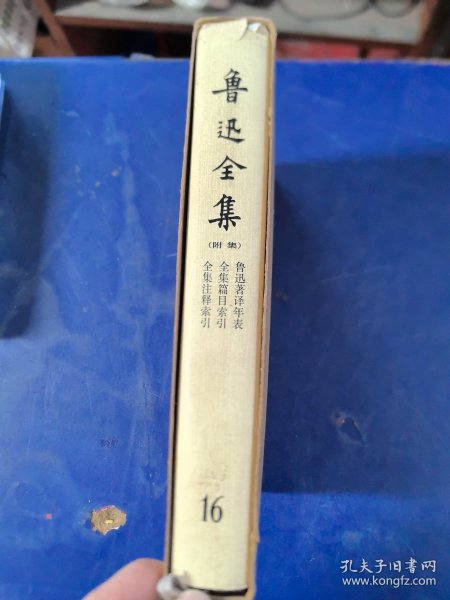 鲁迅全集
(附集)
鲁迅著译年表
全集篇目索引
全集注释索引
16
孔夫子旧书网
www.kongfz.com